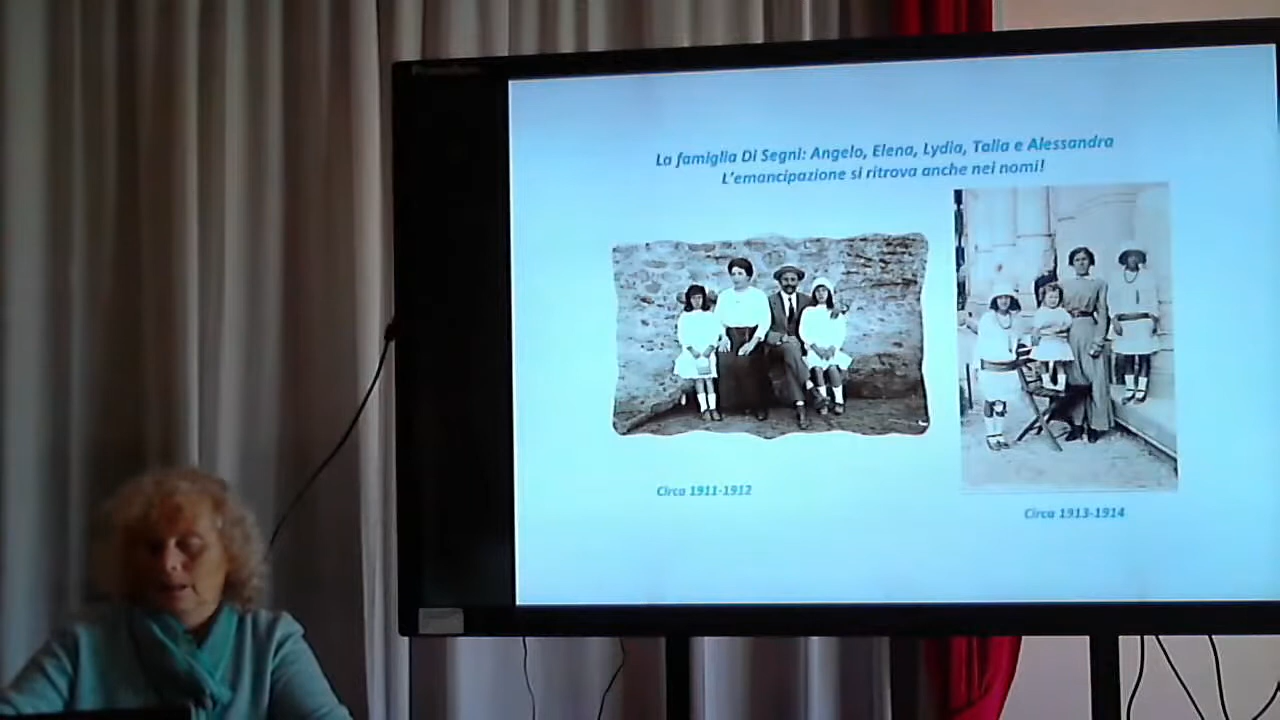 La famiglia Di Segni: Angelo, Elena, Lydia, Talia e Alessandra
L'emancipazione si ritrova anche nei nomi!
Circa 1911-1912
Circa 1913-1914